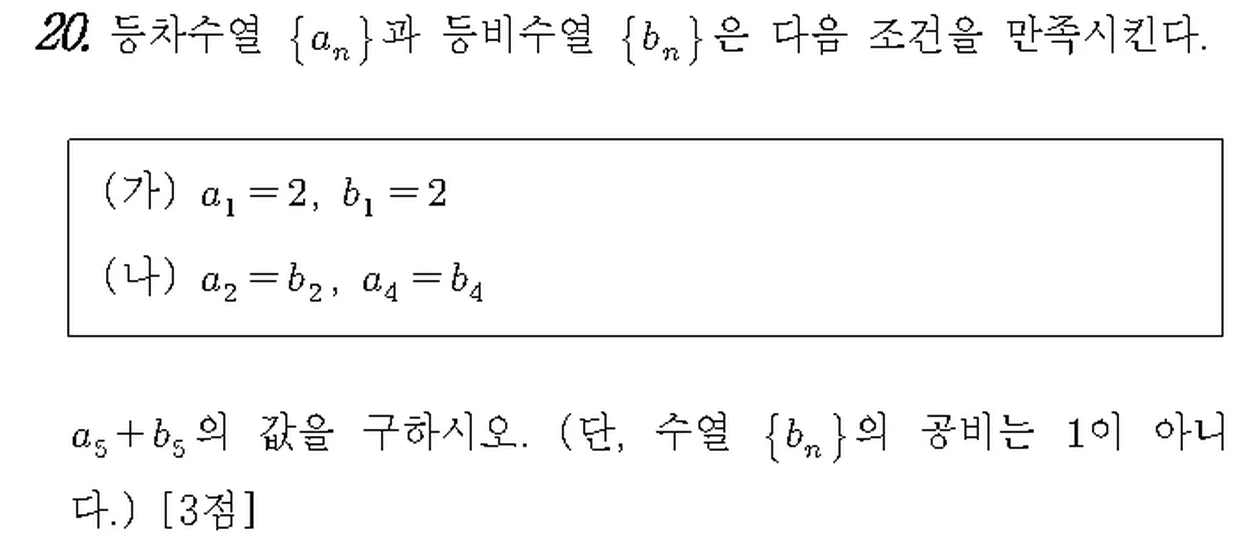 20. 등차수열 {aₙ}과 등비수열 {bₙ}은 다음 조건을 만족시킨다.
(가) a₁=2, b₁=2
(나) a₂=b₂, a₄=b₄
a₅+b₅의 값을 구하시오. (단, 수열 {bₙ}의 공비는 1이 아니
다.) [3점]